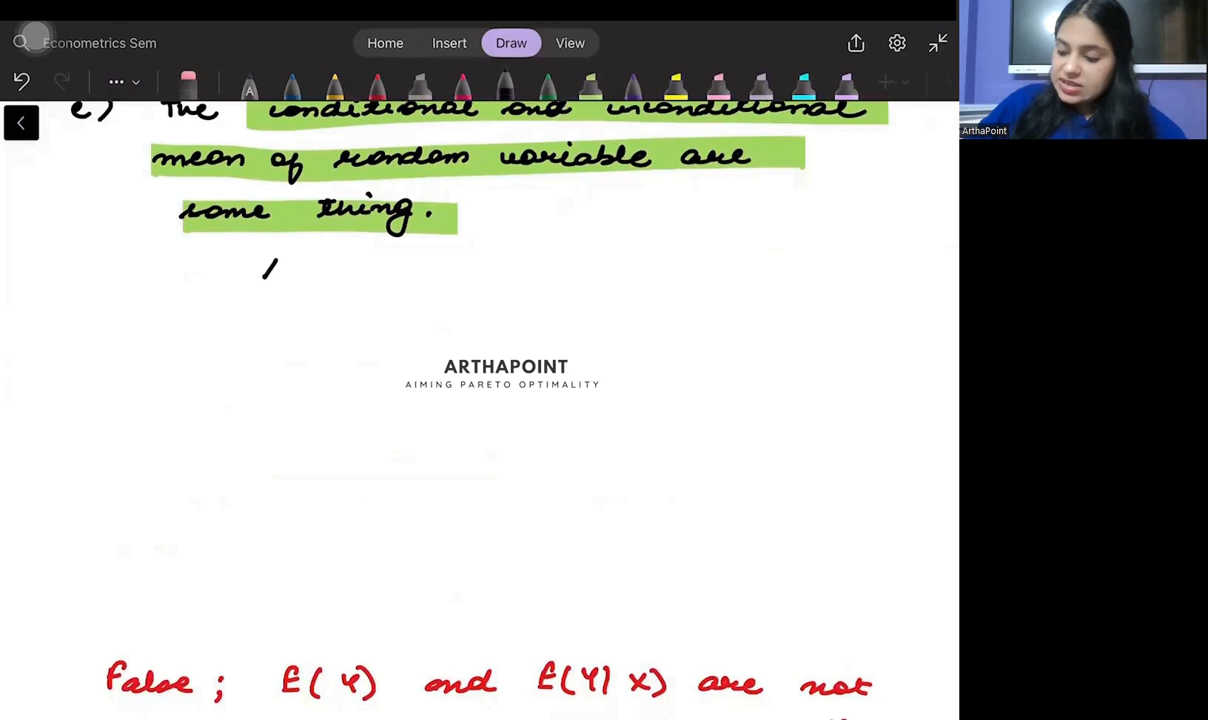 Econometrics Sem
Home Insert Draw View
A
e) The conditional and unconditional
mean of random variable are
same thing.
ArthaPoint
ARTHAPOINT
AIMING PARETO OPTIMALITY
False; E(Y) and E(Y|X) are not